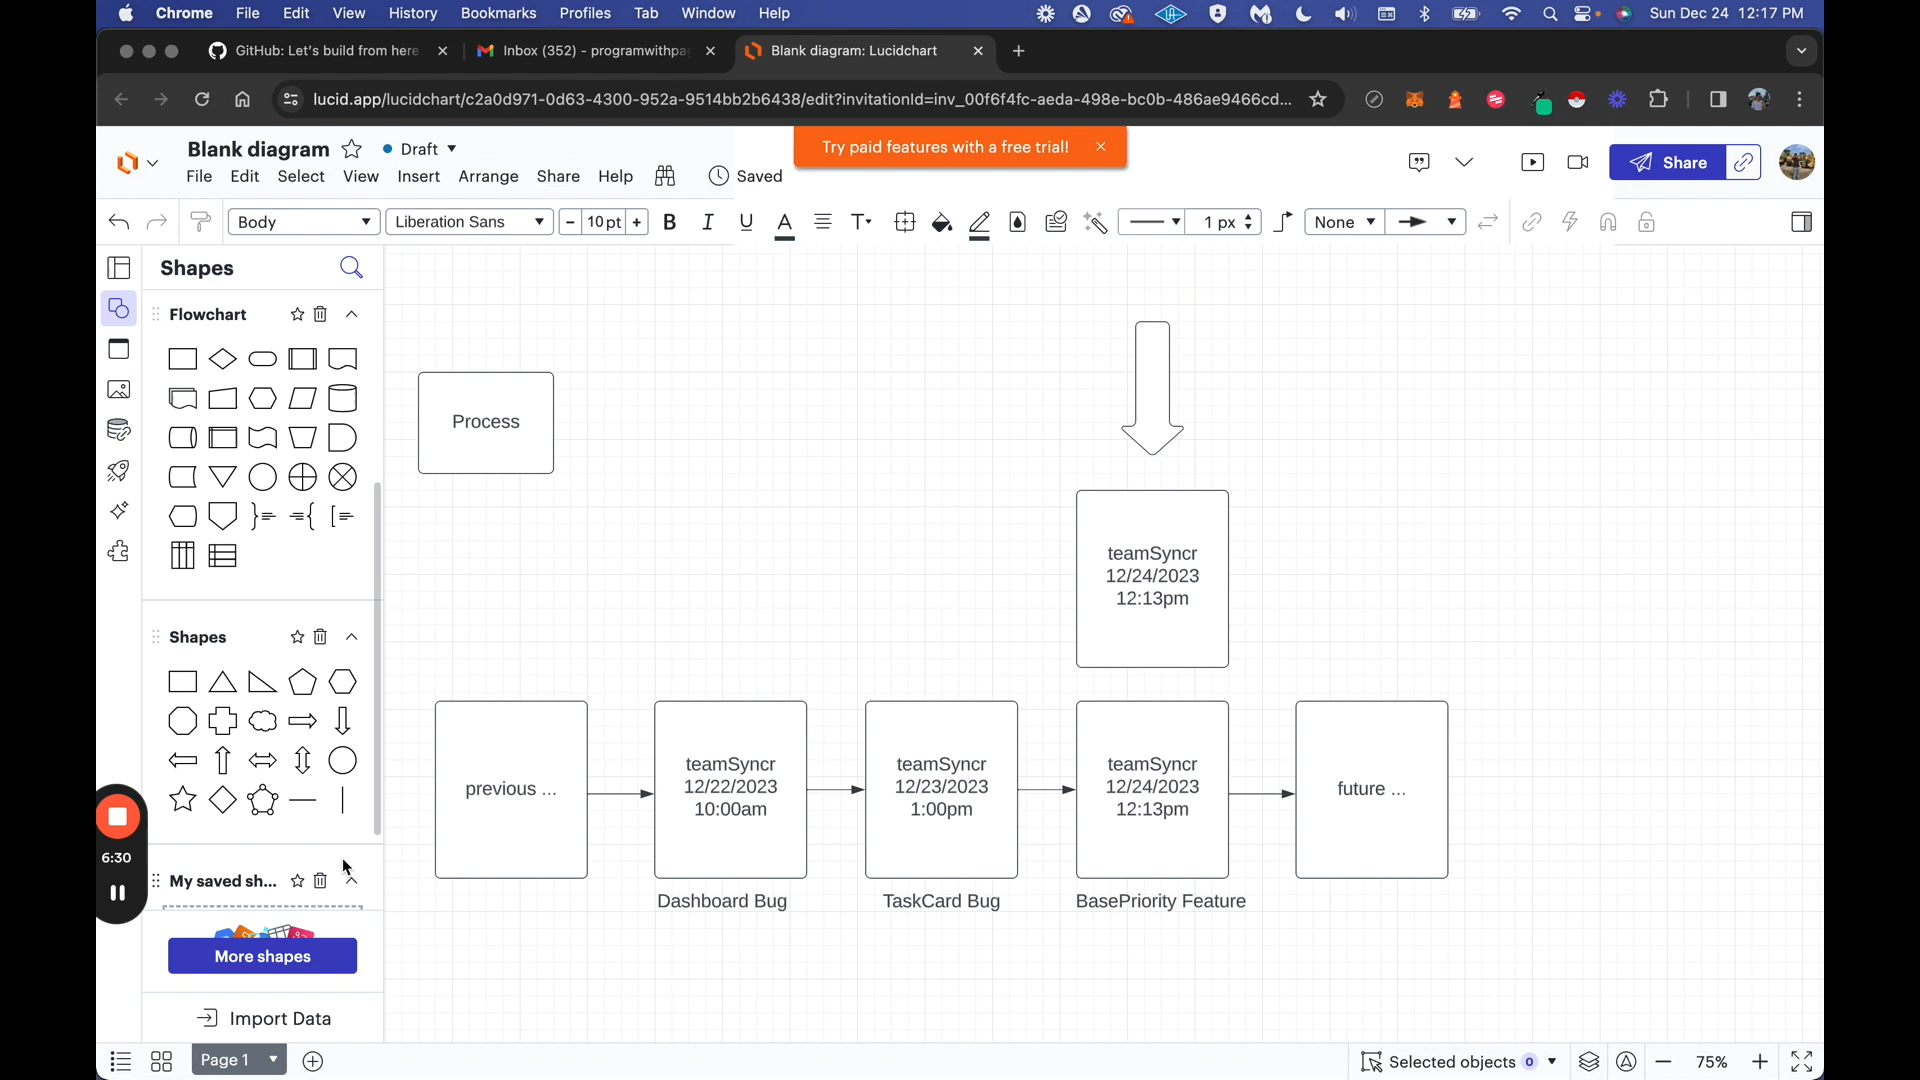 Chrome File Edit View History Bookmarks Profiles Tab Window Help
Sun Dec 24 12:17 PM
GitHub: Let's build from here
Inbox (352) - programwithpa
Blank diagram: Lucidchart
lucid.app/lucidchart/c2a0d971-0d63-4300-952a-9514bb2b6438/edit?invitationId=inv_00f6f4fc-aeda-498e-bc0b-486ae9466cd...
Blank diagram
Draft
Try paid features with a free trial!
Share
File Edit Select View Insert Arrange Share Help
Saved
Body
Liberation Sans
10 pt
B I U A T
1 px
None
Shapes
Flowchart
Process
teamSyncr
12/24/2023
12:13pm
Shapes
previous ...
teamSyncr
12/22/2023
10:00am
teamSyncr
12/23/2023
1:00pm
teamSyncr
12/24/2023
12:13pm
future ...
6:30
My saved sh...
Dashboard Bug
TaskCard Bug
BasePriority Feature
More shapes
Import Data
Page 1
Selected objects 0
75%